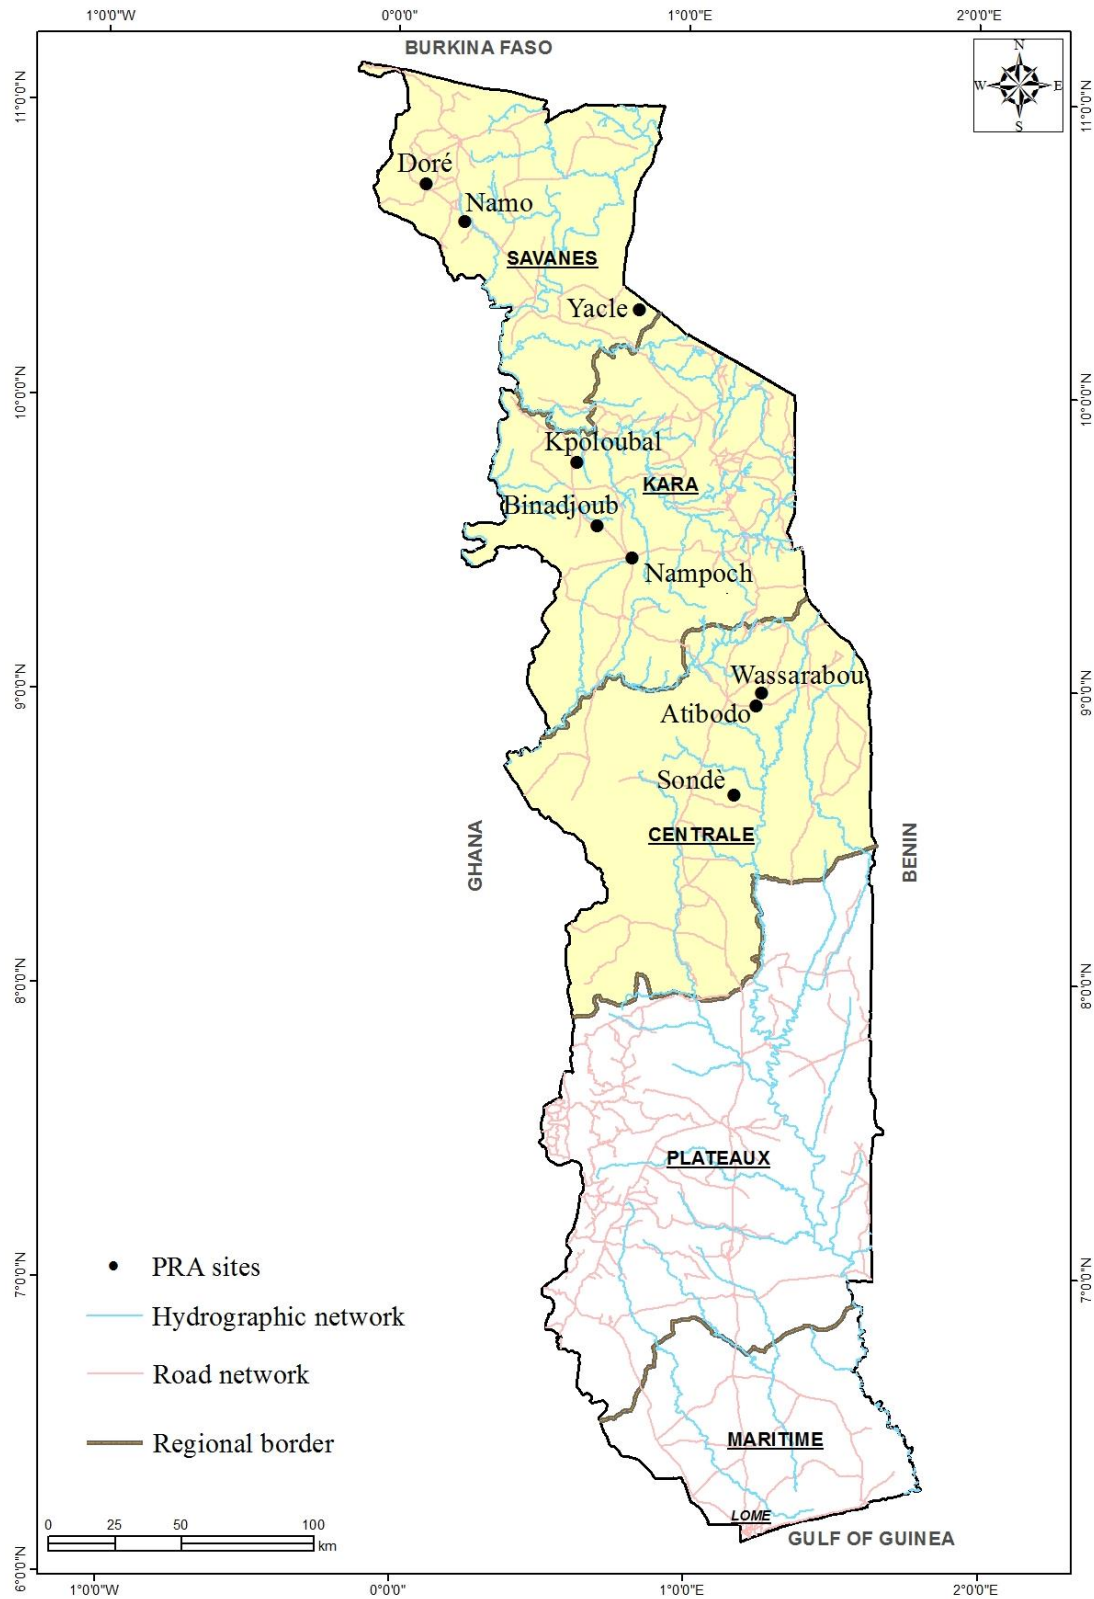 1°0'0"W 0°0'0" 1°0'0"E 2°0'0"E
BURKINA FASO
N
W E
S
11°0'0"N 11°0'0"N
Doré
Namo
SAVANES
Yacle
10°0'0"N 10°0'0"N
Kpoloubal
KARA
Binadjoub
Nampoch
9°0'0"N 9°0'0"N
Wassarabou
Atibodo
Sondè
CENTRALE
GHANA
BENIN
8°0'0"N 8°0'0"N
PLATEAUX
7°0'0"N 7°0'0"N
PRA sites
Hydrographic network
Road network
Regional border
MARITIME
LOME
GULF OF GUINEA
0 25 50 100
km
6°0'0"N
1°0'0"W 0°0'0" 1°0'0"E 2°0'0"E